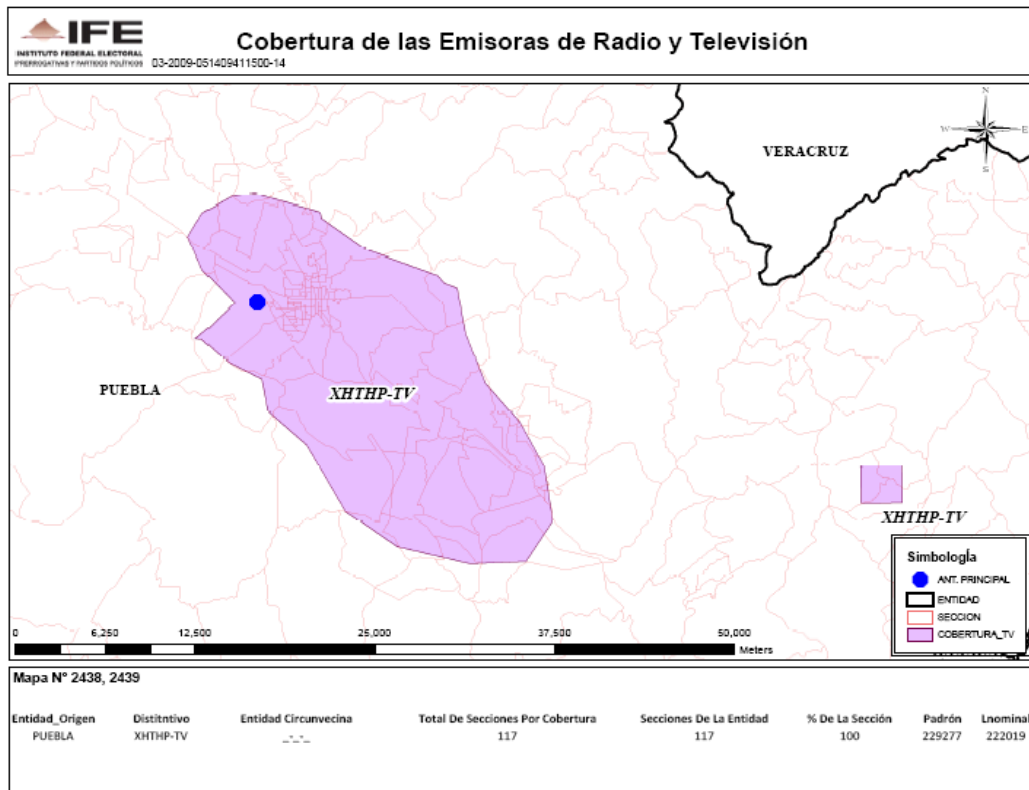 IFE
INSTITUTO FEDERAL ELECTORAL
PRERROGATIVAS Y PARTIDOS POLÍTICOS
Cobertura de las Emisoras de Radio y Televisión
03-2009-051409411500-14
N
W E
S
VERACRUZ
PUEBLA
XHTHP-TV
XHTHP-TV
Simbología
ANT. PRINCIPAL
ENTIDAD
SECCION
COBERTURA_TV
0 6,250 12,500 25,000 37,500 50,000
Meters
Mapa N° 2438, 2439
Entidad_Origen Distitntivo Entidad Circunvecina Total De Secciones Por Cobertura Secciones De La Entidad % De La Sección Padrón Lnominal
PUEBLA XHTHP-TV _-_-_ 117 117 100 229277 222019